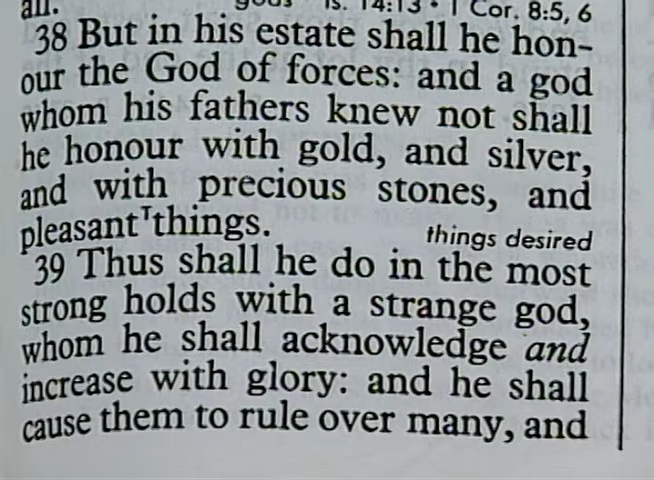 all. gods Is. 14:13 • 1 Cor. 8:5, 6
38 But in his estate shall he hon-
our the God of forces: and a god
whom his fathers knew not shall
he honour with gold, and silver,
and with precious stones, and
pleasant ᵀthings. things desired
39 Thus shall he do in the most
strong holds with a strange god,
whom he shall acknowledge and
increase with glory: and he shall
cause them to rule over many, and